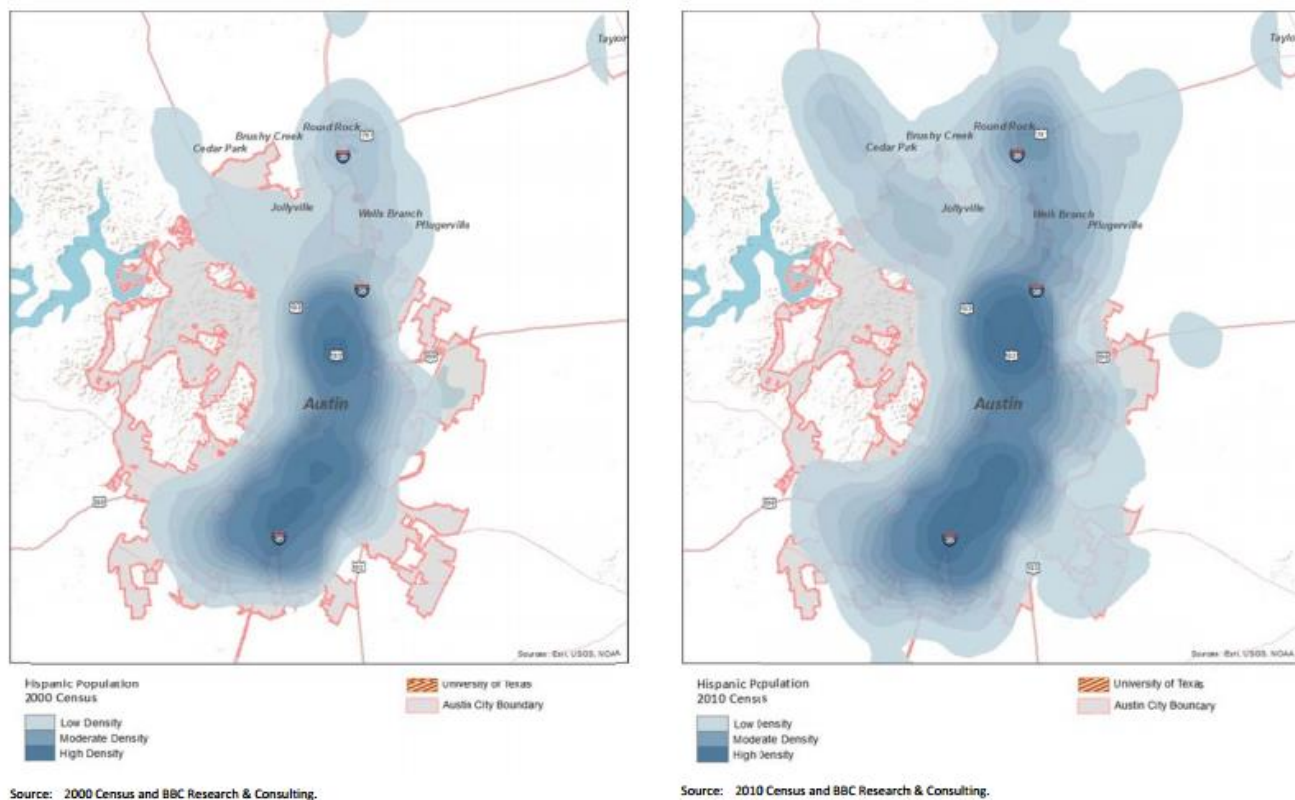 Taylor
Round Rock
Brushy Creek
Cedar Park
Jollyville
Wells Branch
Pflugerville
Austin
Sources: Esri, USGS, NOAA
Hispanic Population
2000 Census
Low Density
Moderate Density
High Density
University of Texas
Austin City Boundary
Source: 2000 Census and BBC Research & Consulting.
Taylor
Round Rock
Brushy Creek
Cedar Park
Jollyville
Wells Branch
Pflugerville
Austin
Sources: Esri, USGS, NOAA
Hispanic Population
2010 Census
Low Density
Moderate Density
High Density
University of Texas
Austin City Boundary
Source: 2010 Census and BBC Research & Consulting.